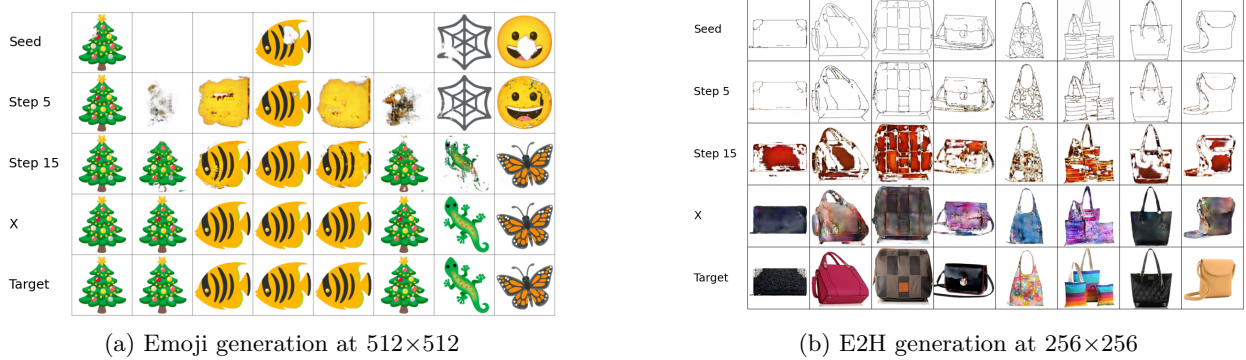 Seed
Step 5
Step 15
X
Target
(a) Emoji generation at 512×512
Seed
Step 5
Step 15
X
Target
(b) E2H generation at 256×256